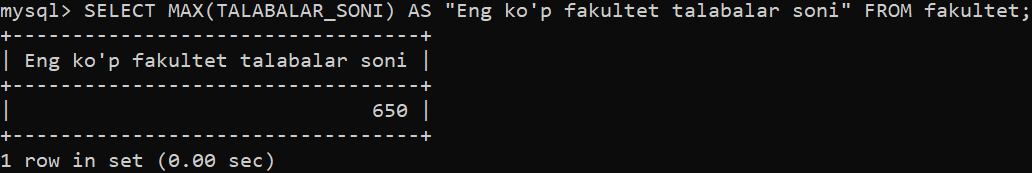 mysql> SELECT MAX(TALABALAR_SONI) AS "Eng ko'p fakultet talabalar soni" FROM fakultet;
+----------------------------------+
| Eng ko'p fakultet talabalar soni |
+----------------------------------+
|                              650 |
+----------------------------------+
1 row in set (0.00 sec)